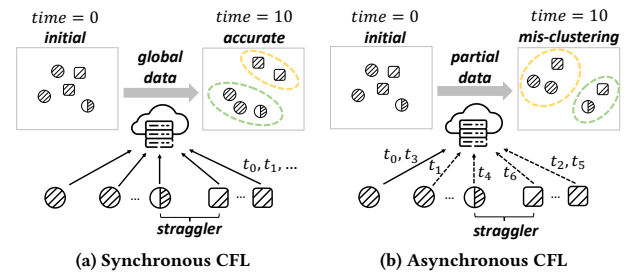 time = 0
initial
global
data
time = 10
accurate
t0, t1, ...
... ...
straggler
(a) Synchronous CFL
time = 0
initial
partial
data
time = 10
mis-clustering
t0, t3
t1
t4
t6
t2, t5
... ...
straggler
(b) Asynchronous CFL